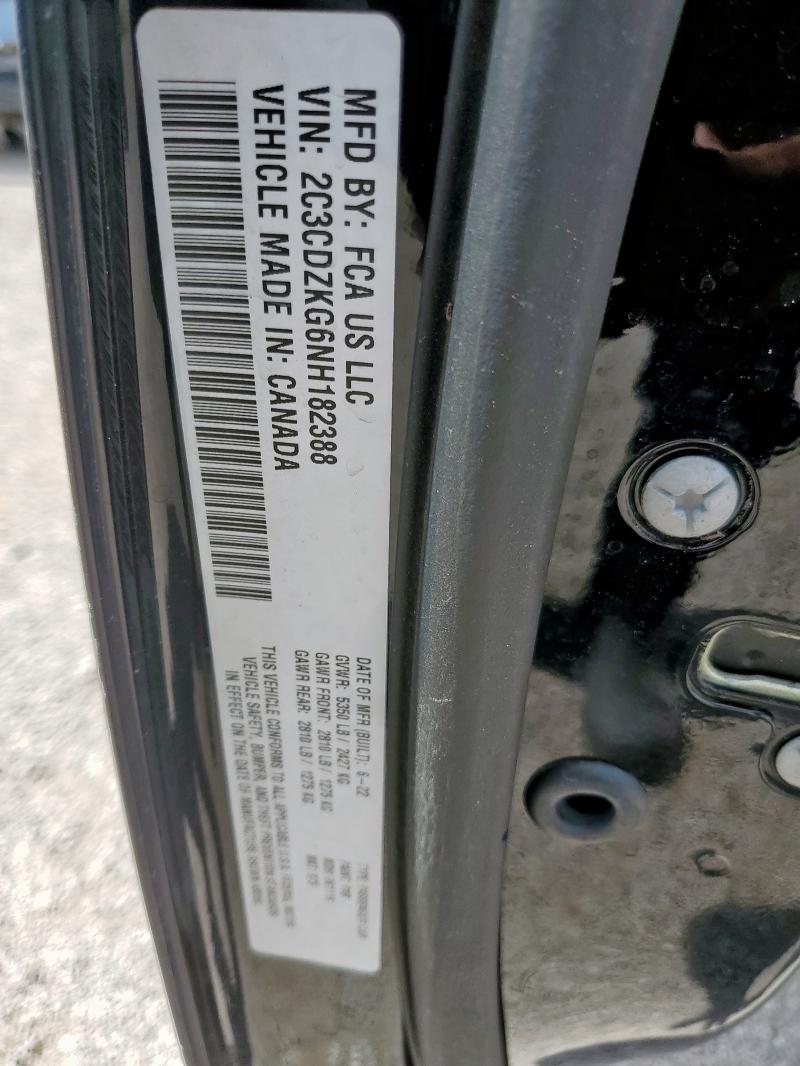 MFD BY: FCA US LLC
VIN: 2C3CDZKG6NH182388
VEHICLE MADE IN: CANADA
DATE OF MFR (BUILT): 6-22
GVWR: 5350 LB / 2427 KG
GAWR FRONT: 2810 LB / 1275 KG
GAWR REAR: 2810 LB / 1275 KG
THIS VEHICLE CONFORMS TO ALL APPLICABLE U.S.A. FEDERAL MOTOR
VEHICLE SAFETY, BUMPER, AND THEFT PREVENTION STANDARDS
IN EFFECT ON THE DATE OF MANUFACTURE SHOWN ABOVE.
TYPE:
PAINT:
MDH: